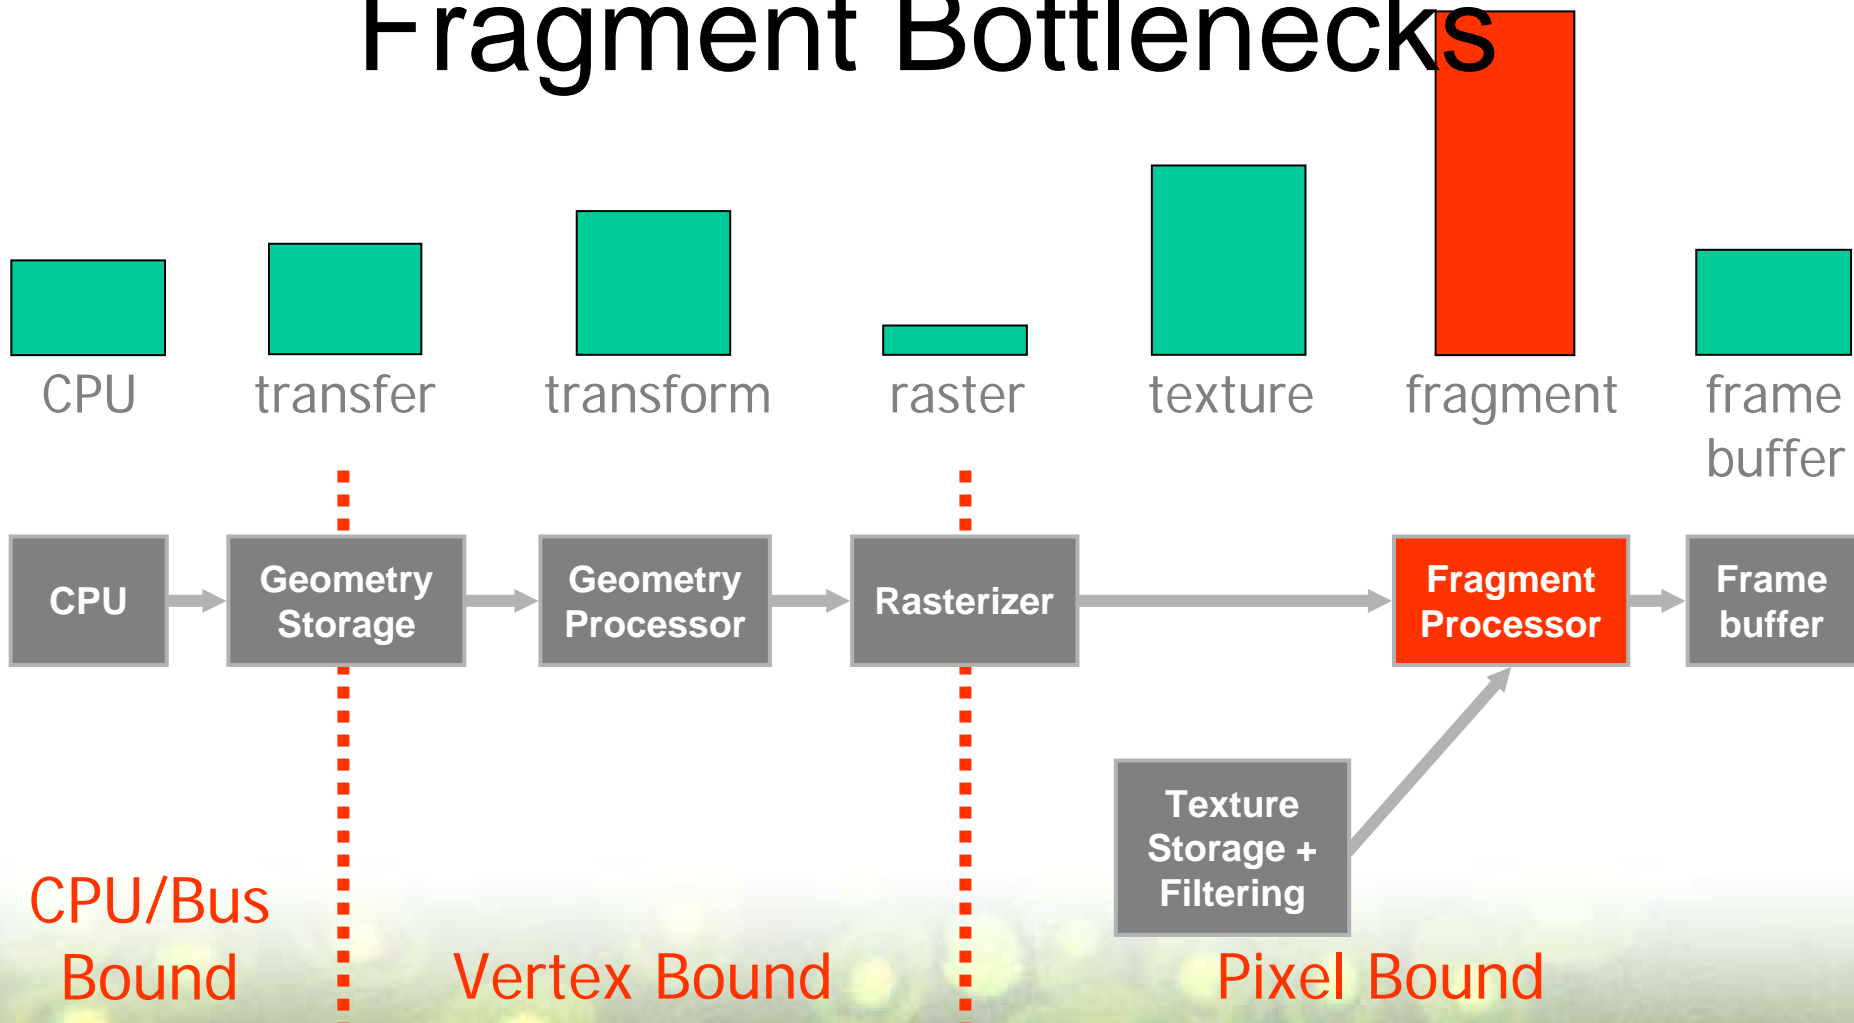 Fragment Bottlenecks
CPU
transfer
transform
raster
texture
fragment
frame
buffer
CPU
Geometry
Storage
Geometry
Processor
Rasterizer
Fragment
Processor
Frame
buffer
Texture
Storage +
Filtering
CPU/Bus
Bound
Vertex Bound
Pixel Bound